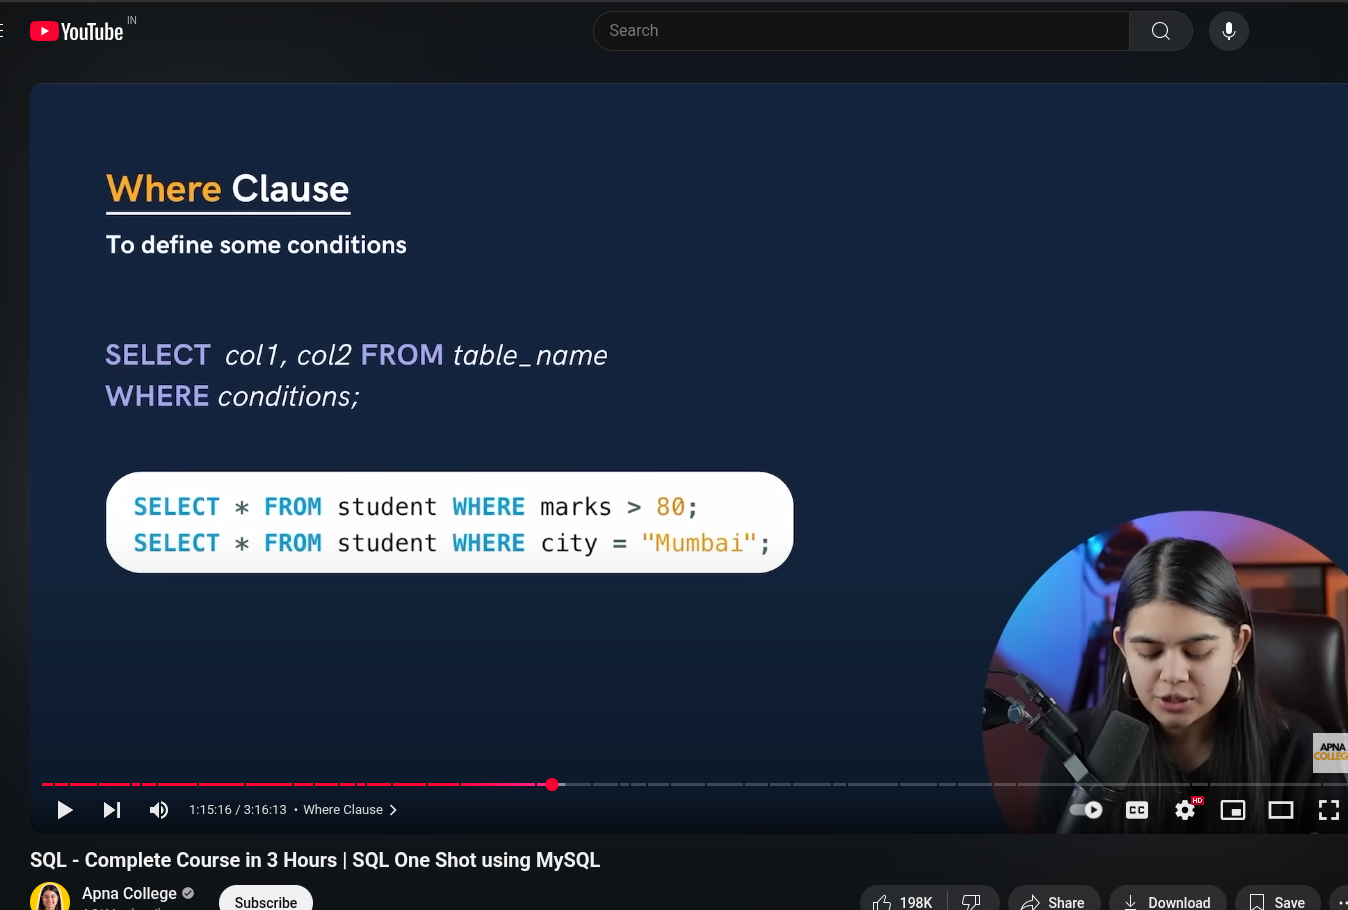 YouTube IN
Search
Where Clause
To define some conditions
SELECT col1, col2 FROM table_name
WHERE conditions;
SELECT * FROM student WHERE marks > 80;
SELECT * FROM student WHERE city = "Mumbai";
APNA
COLLEG
1:15:16 / 3:16:13 • Where Clause
CC
HD
SQL - Complete Course in 3 Hours | SQL One Shot using MySQL
Apna College
Subscribe
198K
Share
Download
Save